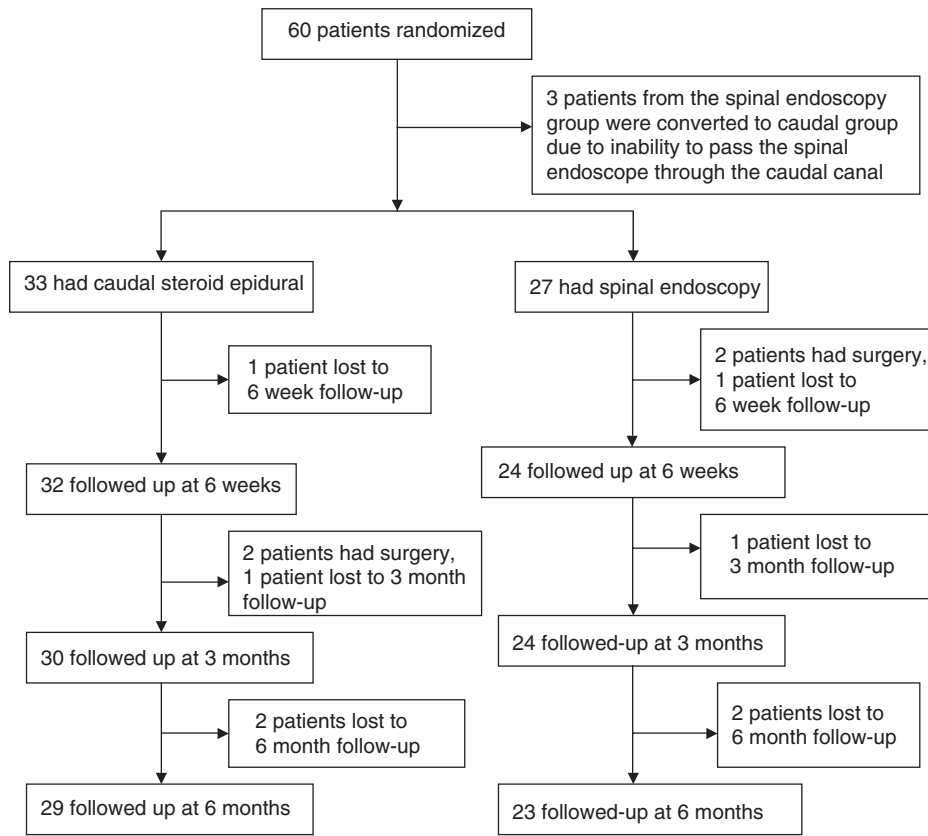 60 patients randomized
3 patients from the spinal endoscopy
group were converted to caudal group
due to inability to pass the spinal
endoscope through the caudal canal
33 had caudal steroid epidural
27 had spinal endoscopy
1 patient lost to
6 week follow-up
2 patients had surgery,
1 patient lost to
6 week follow-up
32 followed up at 6 weeks
24 followed up at 6 weeks
2 patients had surgery,
1 patient lost to 3 month
follow-up
1 patient lost to
3 month follow-up
30 followed up at 3 months
24 followed-up at 3 months
2 patients lost to
6 month follow-up
2 patients lost to
6 month follow-up
29 followed up at 6 months
23 followed-up at 6 months